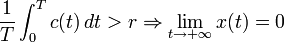 \frac{1}{T} \int_0^T c(t)\, dt > r \Rightarrow \lim_{t \to +\infty} x(t) = 0